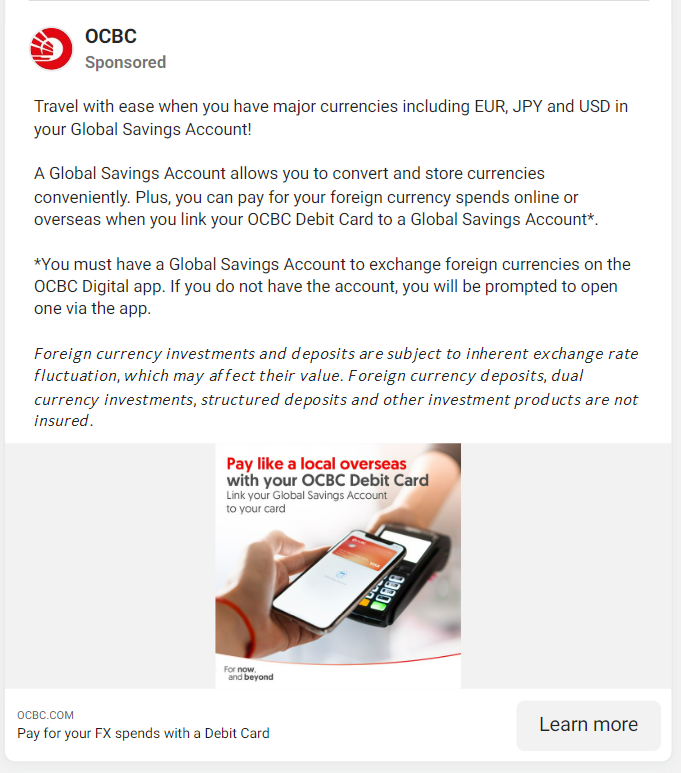 OCBC
Sponsored
Travel with ease when you have major currencies including EUR, JPY and USD in
your Global Savings Account!
A Global Savings Account allows you to convert and store currencies
conveniently. Plus, you can pay for your foreign currency spends online or
overseas when you link your OCBC Debit Card to a Global Savings Account*.
*You must have a Global Savings Account to exchange foreign currencies on the
OCBC Digital app. If you do not have the account, you will be prompted to open
one via the app.
Foreign currency investments and deposits are subject to inherent exchange rate
fluctuation, which may affect their value. Foreign currency deposits, dual
currency investments, structured deposits and other investment products are not
insured.
Pay like a local overseas
with your OCBC Debit Card
Link your Global Savings Account
to your card
VISA
For now,
and beyond
OCBC.COM
Pay for your FX spends with a Debit Card
Learn more